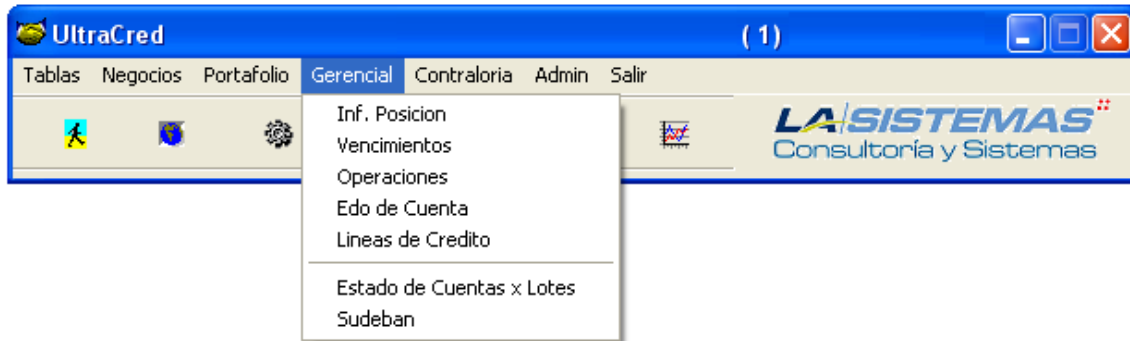 UltraCred ( 1)
Tablas Negocios Portafolio Gerencial Contraloria Admin Salir
LA SISTEMAS
Consultoría y Sistemas
Inf. Posicion
Vencimientos
Operaciones
Edo de Cuenta
Lineas de Credito
Estado de Cuentas x Lotes
Sudeban